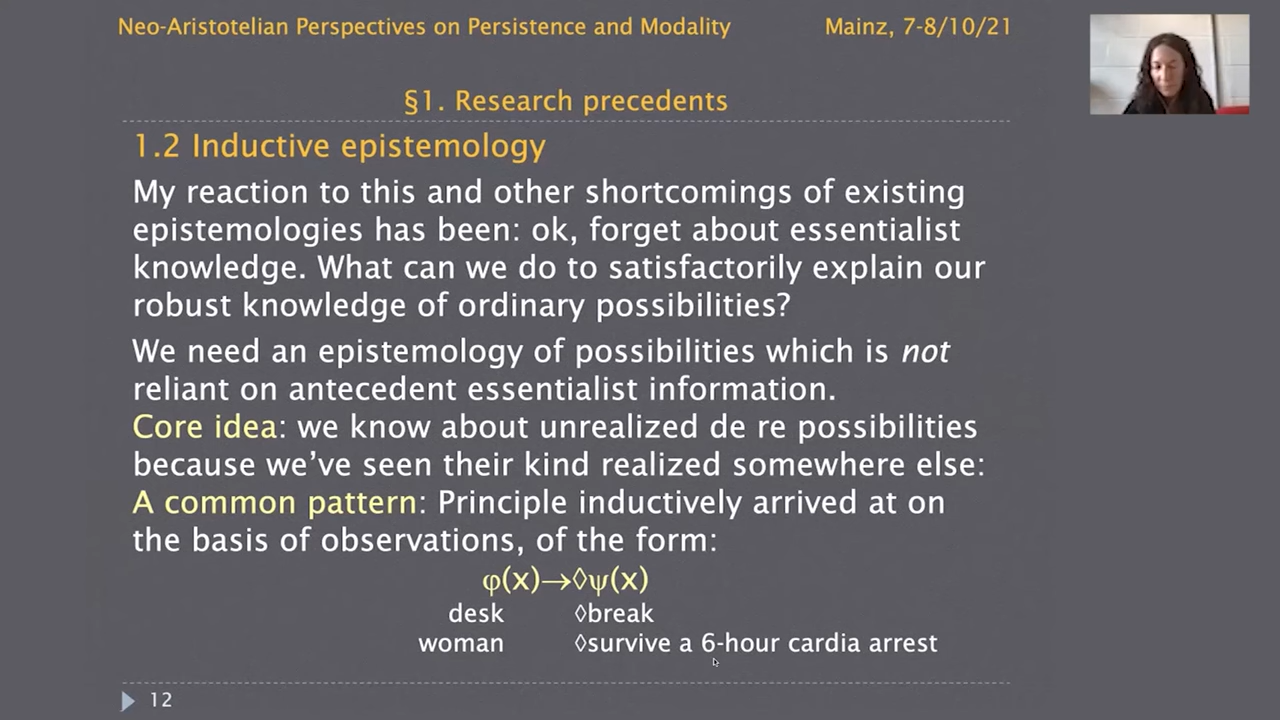 Neo-Aristotelian Perspectives on Persistence and Modality Mainz, 7-8/10/21
§1. Research precedents
1.2 Inductive epistemology
My reaction to this and other shortcomings of existing
epistemologies has been: ok, forget about essentialist
knowledge. What can we do to satisfactorily explain our
robust knowledge of ordinary possibilities?
We need an epistemology of possibilities which is not
reliant on antecedent essentialist information.
Core idea: we know about unrealized de re possibilities
because we’ve seen their kind realized somewhere else:
A common pattern: Principle inductively arrived at on
the basis of observations, of the form:
φ(x)→◊ψ(x)
desk ◊break
woman ◊survive a 6-hour cardia arrest
12